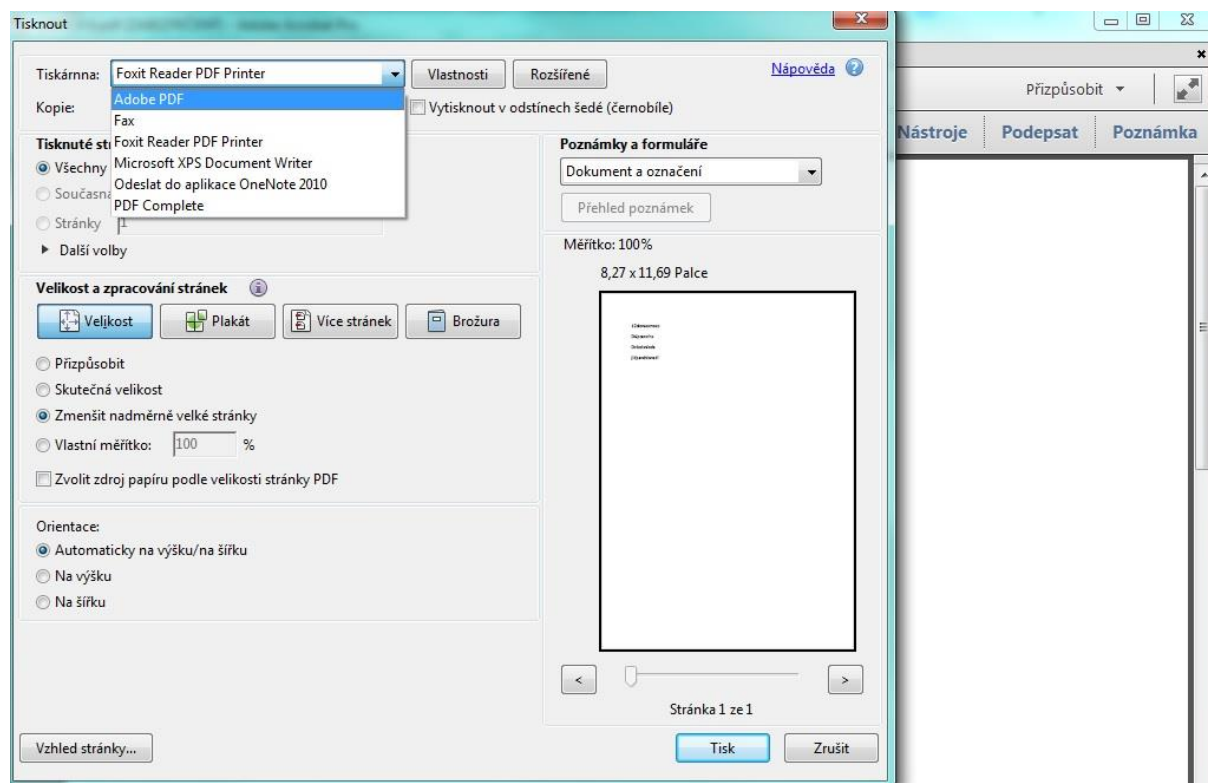 Tisknout
Tiskárnna: Foxit Reader PDF Printer Vlastnosti Rozšířené Nápověda
Adobe PDF
Fax
Foxit Reader PDF Printer
Microsoft XPS Document Writer
Odeslat do aplikace OneNote 2010
PDF Complete
Kopie: Vytisknout v odstínech šedé (černobíle)
Tisknuté st
Všechny
Současná
Stránky 1
Další volby
Velikost a zpracování stránek
Velikost Plakát Více stránek Brožura
Přizpůsobit
Skutečná velikost
Zmenšit nadměrně velké stránky
Vlastní měřítko: 100 %
Zvolit zdroj papíru podle velikosti stránky PDF
Orientace:
Automaticky na výšku/na šířku
Na výšku
Na šířku
Poznámky a formuláře
Dokument a označení
Přehled poznámek
Měřítko: 100%
8,27 x 11,69 Palce
< >
Stránka 1 ze 1
Vzhled stránky... Tisk Zrušit
Přizpůsobit
Nástroje Podepsat Poznámka